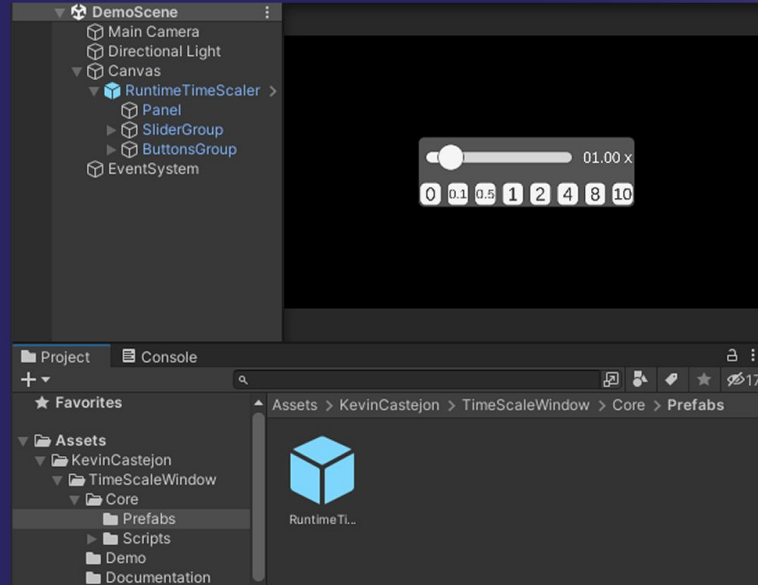 DemoScene
Main Camera
Directional Light
Canvas
RuntimeTimeScaler
Panel
SliderGroup
ButtonsGroup
EventSystem
01.00 x
0 0.1 0.5 1 2 4 8 10
Project Console
17
Favorites
Assets
KevinCastejon
TimeScaleWindow
Core
Prefabs
Scripts
Demo
Documentation
Assets > KevinCastejon > TimeScaleWindow > Core > Prefabs
RuntimeTi...